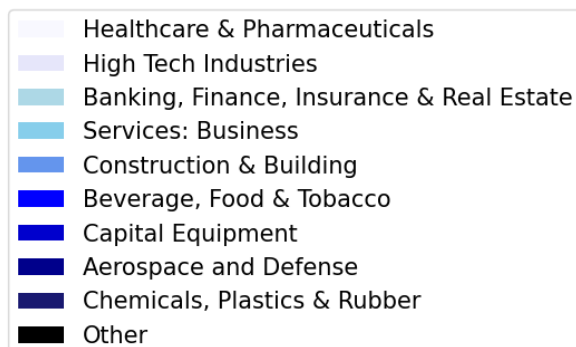 Healthcare & Pharmaceuticals
High Tech Industries
Banking, Finance, Insurance & Real Estate
Services: Business
Construction & Building
Beverage, Food & Tobacco
Capital Equipment
Aerospace and Defense
Chemicals, Plastics & Rubber
Other